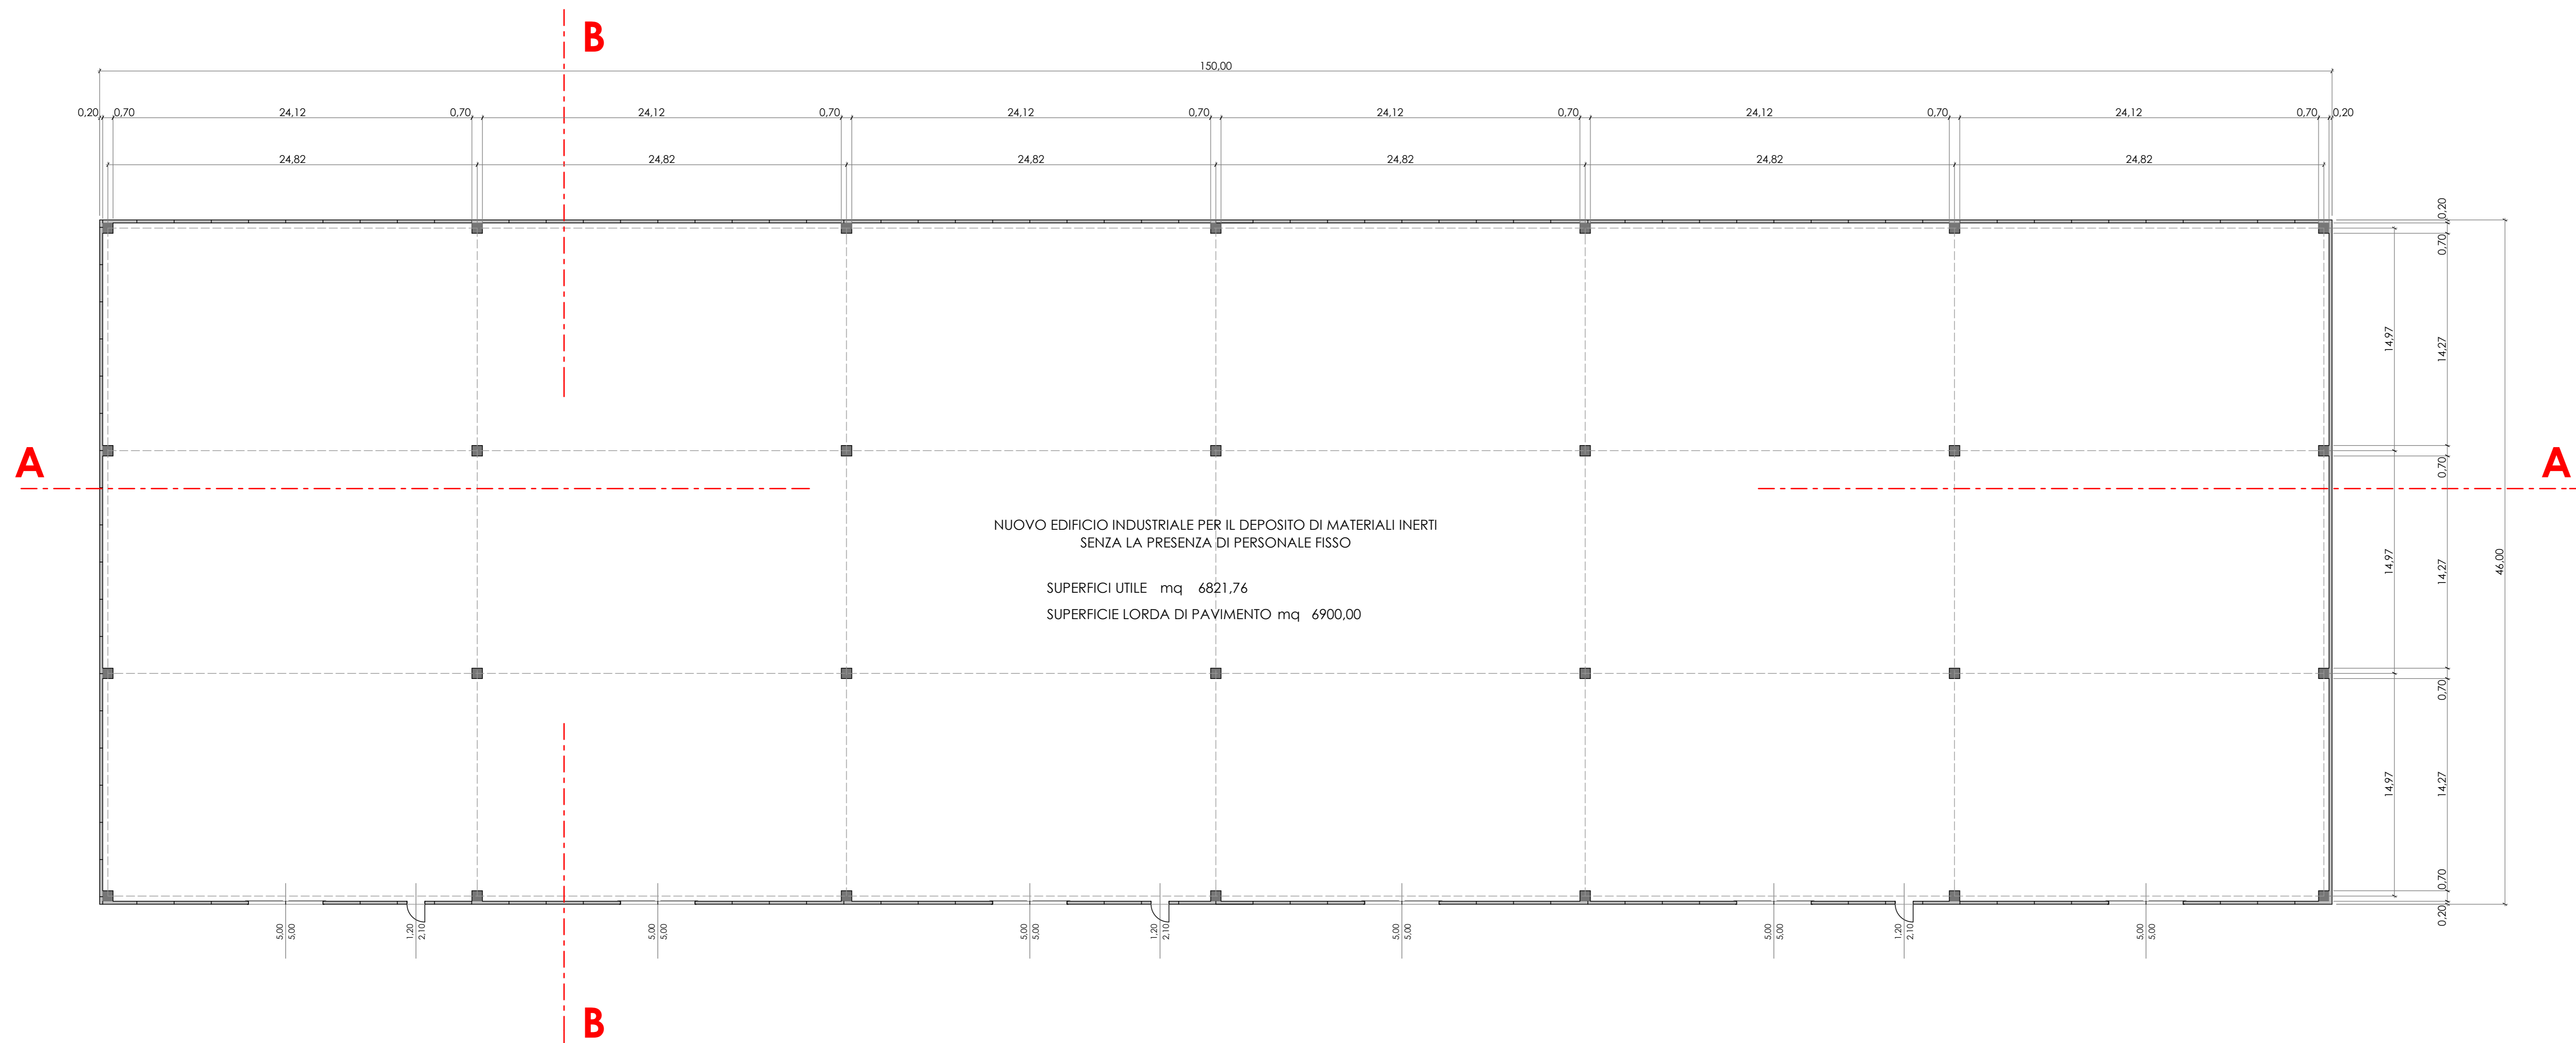 B
150,00
0,20 0,70 24,12 0,70 24,12 0,70 24,12 0,70 24,12 0,70 24,12 0,70 24,12 0,70 0,20
24,82 24,82 24,82 24,82 24,82 24,82
0,20
0,70
14,97
14,27
A
A
0,70
NUOVO EDIFICIO INDUSTRIALE PER IL DEPOSITO DI MATERIALI INERTI
SENZA LA PRESENZA DI PERSONALE FISSO
14,97
14,27
46,00
SUPERFICI UTILE mq 6821,76
SUPERFICIE LORDA DI PAVIMENTO mq 6900,00
0,70
14,97
14,27
0,70
0,20
5.00 5.00 1.20 2.10 5.00 5.00 5.00 5.00 1.20 2.10 5.00 5.00 5.00 5.00 1.20 2.10 5.00 5.00
B